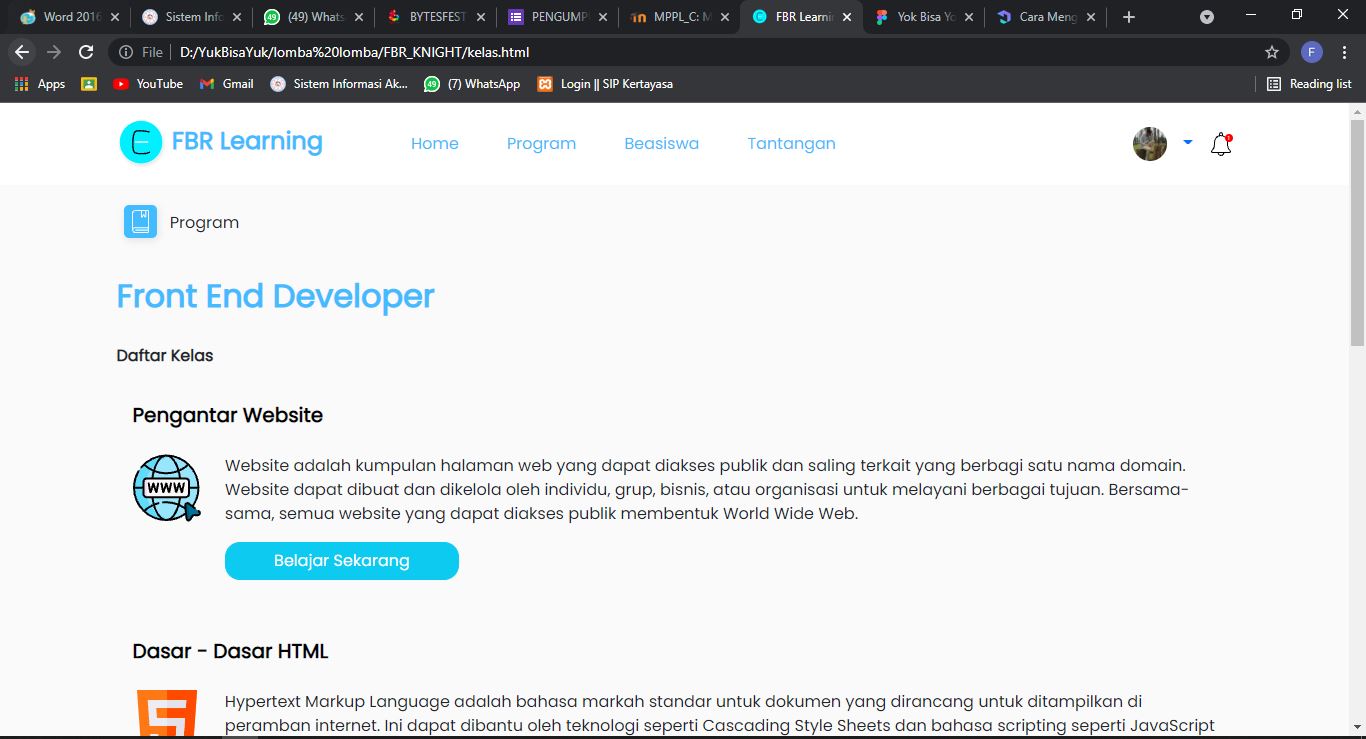 Word 2016
Sistem Info
(49) Whats
BYTESFEST
PENGUMP
MPPL_C: M
FBR Learnin
Yok Bisa Yo
Cara Meng
File
D:/YukBisaYuk/lomba%20lomba/FBR_KNIGHT/kelas.html
F
Apps
YouTube
Gmail
Sistem Informasi Ak...
49
(7) WhatsApp
Login || SIP Kertayasa
Reading list
FBR Learning
Home
Program
Beasiswa
Tantangan
Program
Front End Developer
Daftar Kelas
Pengantar Website
WWW
Website adalah kumpulan halaman web yang dapat diakses publik dan saling terkait yang berbagi satu nama domain.
Website dapat dibuat dan dikelola oleh individu, grup, bisnis, atau organisasi untuk melayani berbagai tujuan. Bersama-
sama, semua website yang dapat diakses publik membentuk World Wide Web.
Belajar Sekarang
Dasar - Dasar HTML
Hypertext Markup Language adalah bahasa markah standar untuk dokumen yang dirancang untuk ditampilkan di
peramban internet. Ini dapat dibantu oleh teknologi seperti Cascading Style Sheets dan bahasa scripting seperti JavaScript